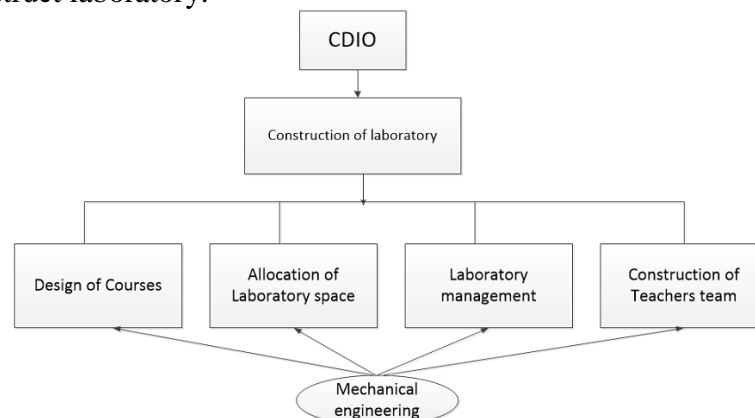 struct laboratory.
CDIO
Construction of laboratory
Design of Courses
Allocation of
Laboratory space
Laboratory
management
Construction of
Teachers team
Mechanical
engineering